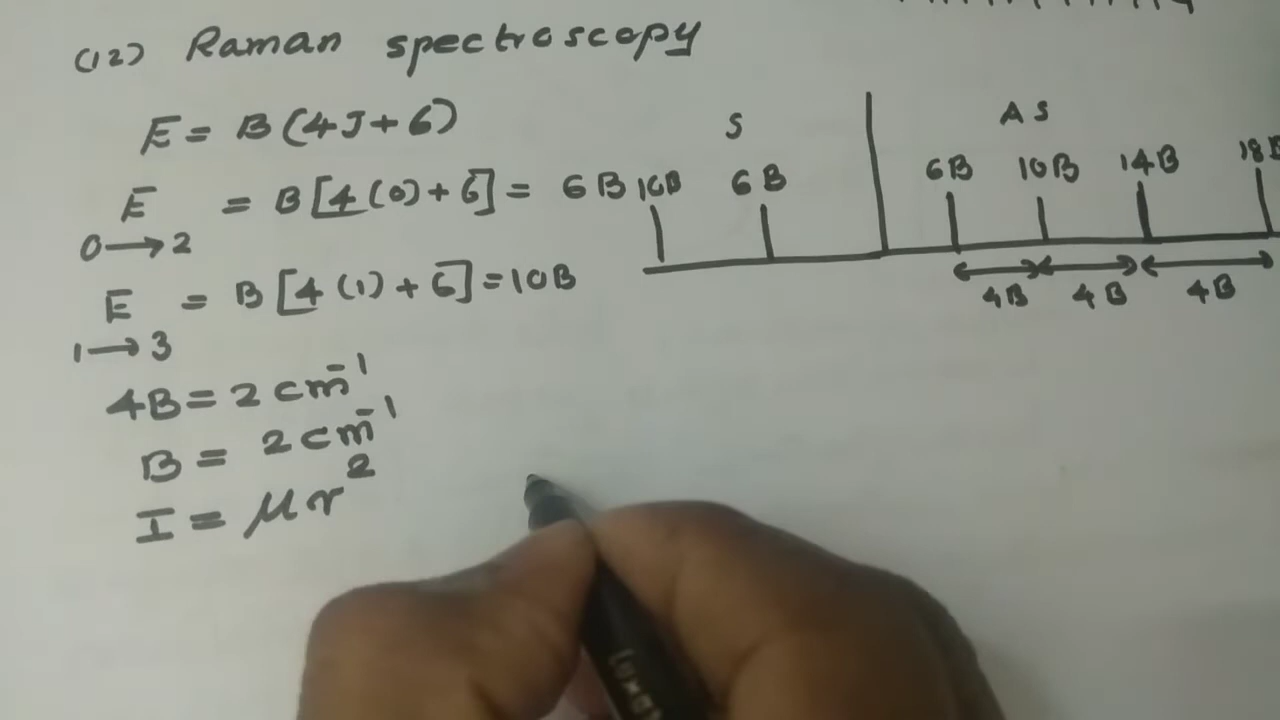 (12) Raman spectroscopy
E = B(4J+6)
E 0→2 = B[4(0)+6] = 6B
E 1→3 = B[4(1)+6] = 10B
4B = 2 cm⁻¹
B = 2 cm⁻¹
I = μr²
S
AS
10B 6B 6B 10B 14B 18B
4B 4B 4B